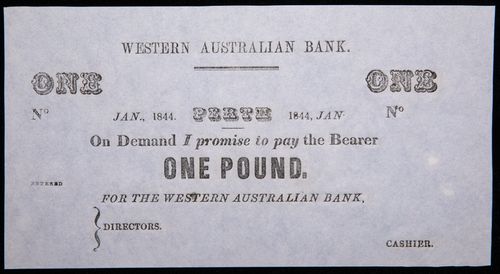 WESTERN AUSTRALIAN BANK.
ONE ONE
Nº JAN., 1844. PERTH 1844, JAN. Nº
On Demand I promise to pay the Bearer
ONE POUND.
ENTERED
FOR THE WESTERN AUSTRALIAN BANK,
DIRECTORS.
CASHIER.